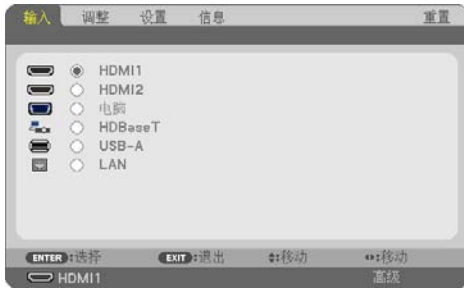 输入 调整 设置 信息 重置
HDMI1
HDMI2
电脑
HDBaseT
USB-A
LAN
ENTER:选择 EXIT:退出 :移动 :移动
HDMI1 高级